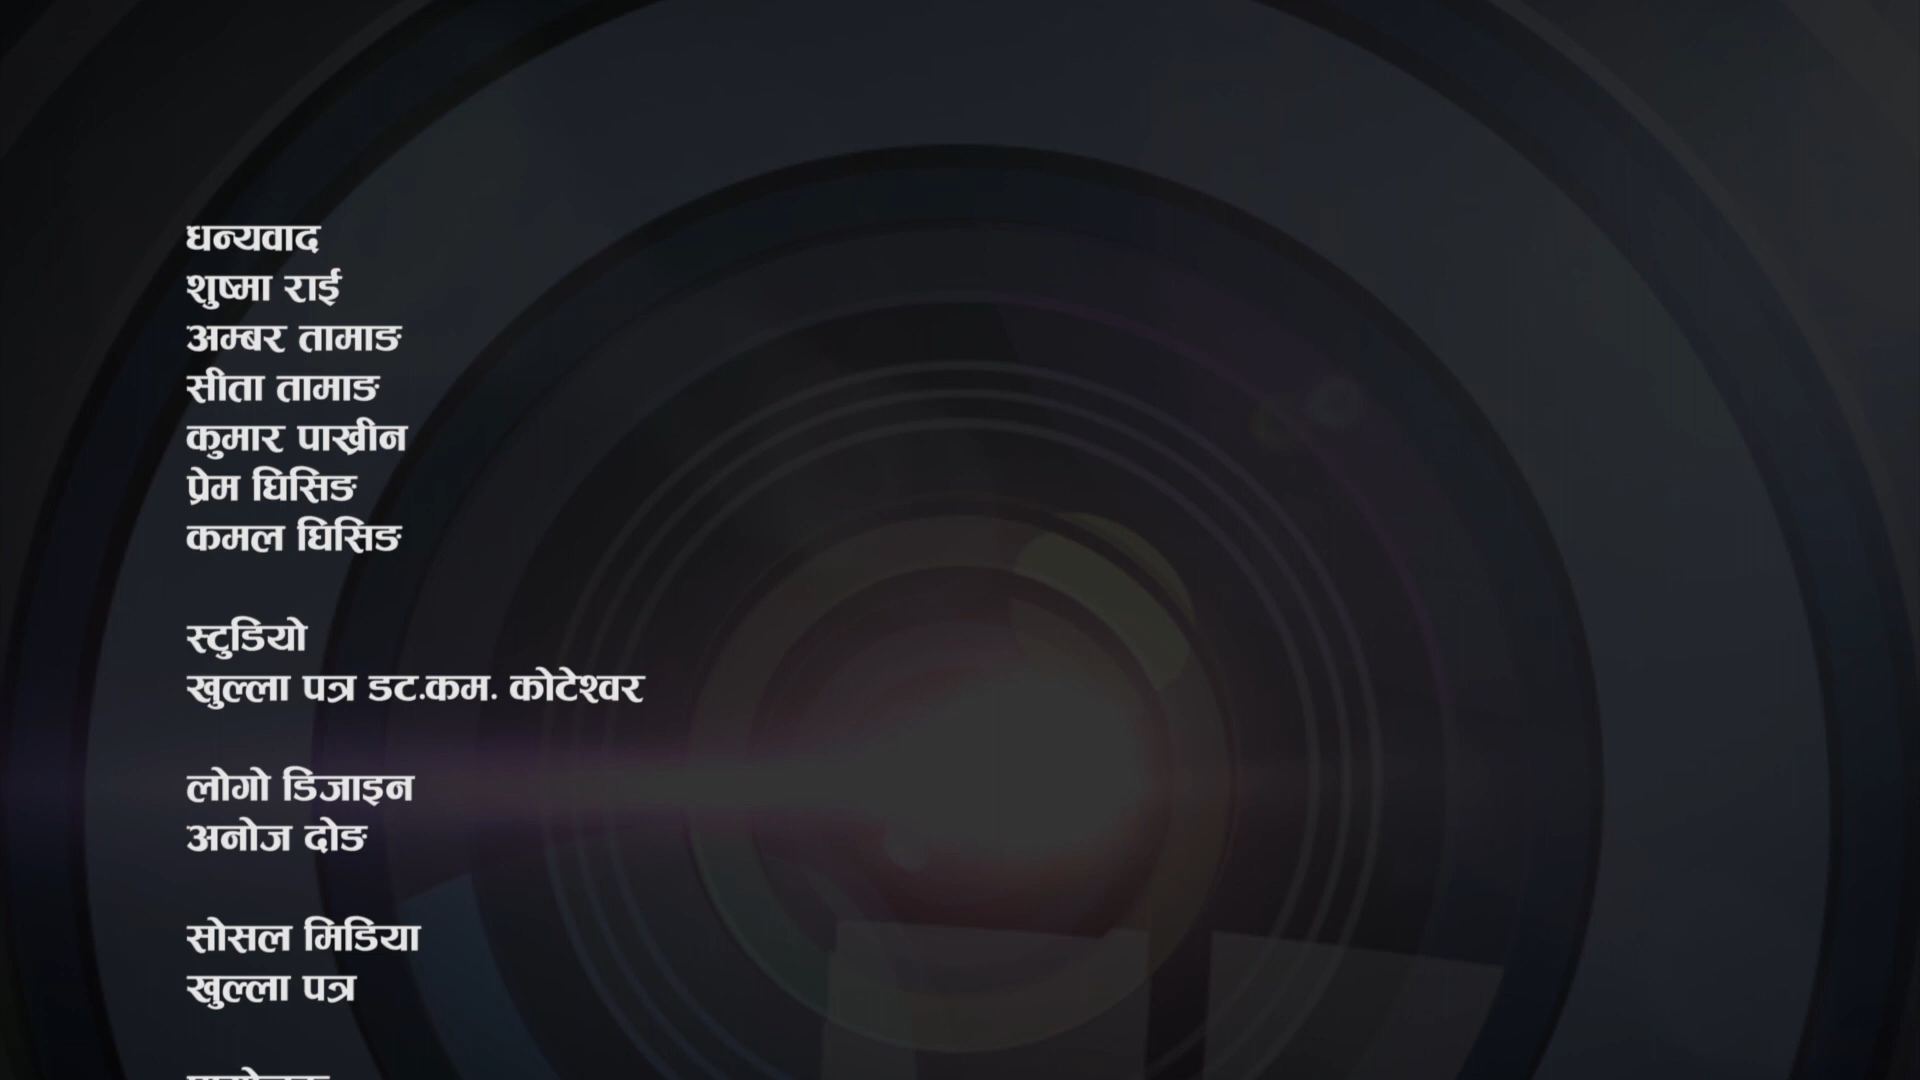 धन्यवाद
शुष्मा राई
अम्बर तामाङ
सीता तामाङ
कुमार पाख्रीन
प्रेम घिसिङ
कमल घिसिङ
स्टुडियो
खुल्ला पत्र डट.कम. कोटेश्वर
लोगो डिजाइन
अनोज दोङ
सोसल मिडिया
खुल्ला पत्र